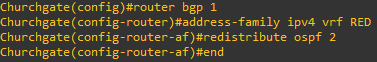 Churchgate(config)#router bgp 1
Churchgate(config-router)#address-family ipv4 vrf RED
Churchgate(config-router-af)#redistribute ospf 2
Churchgate(config-router-af)#end